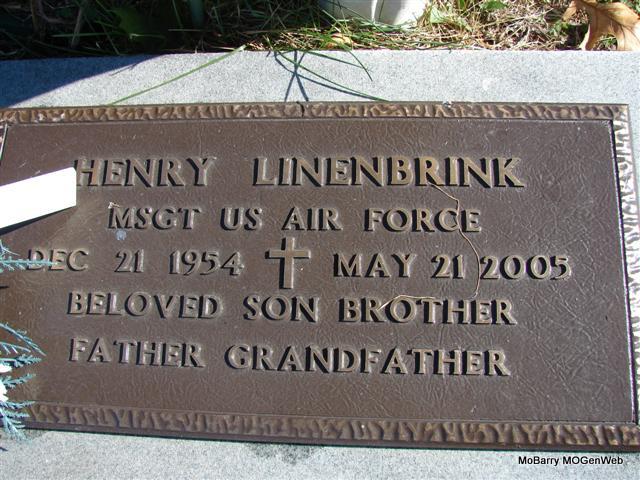 HENRY LINENBRINK
MSGT US AIR FORCE
DEC 21 1954 MAY 21 2005
BELOVED SON BROTHER
FATHER GRANDFATHER
MoBarry MOGenWeb